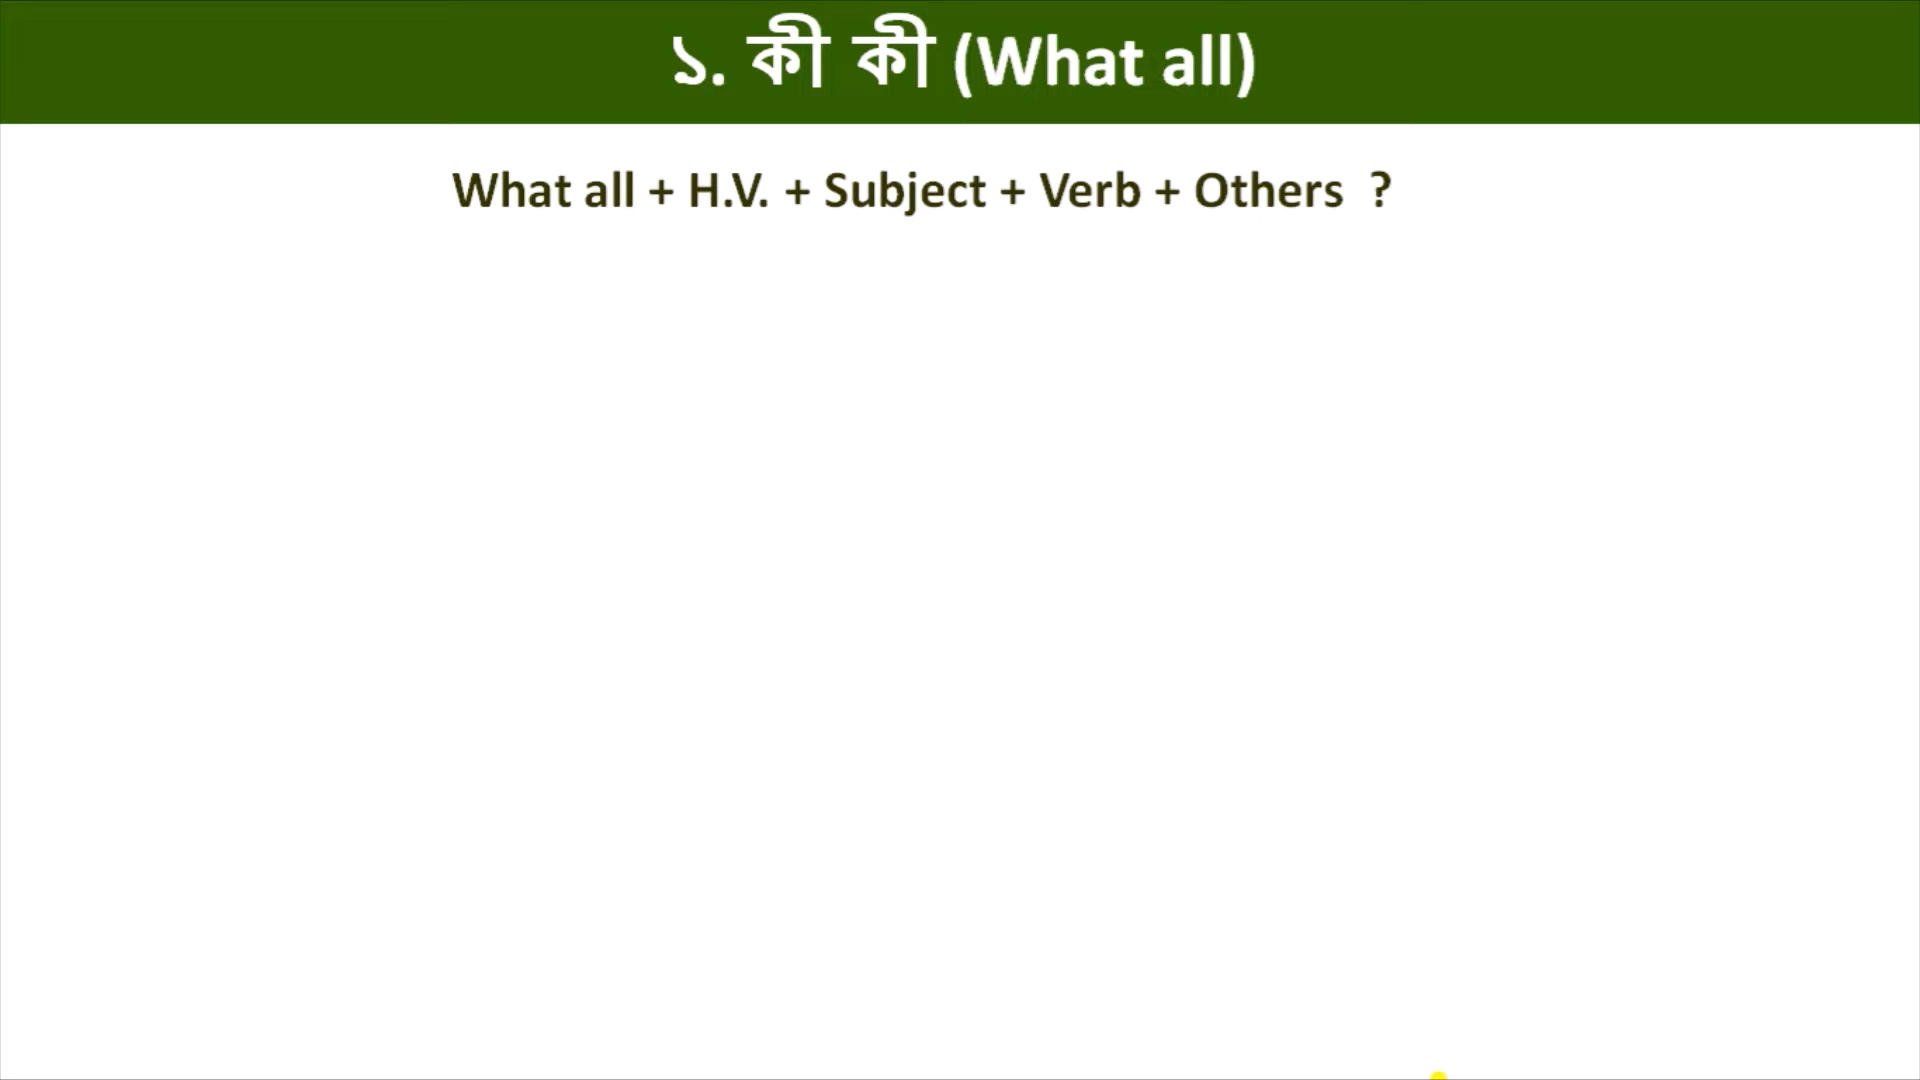 ১. কী কী (What all)
What all + H.V. + Subject + Verb + Others ?